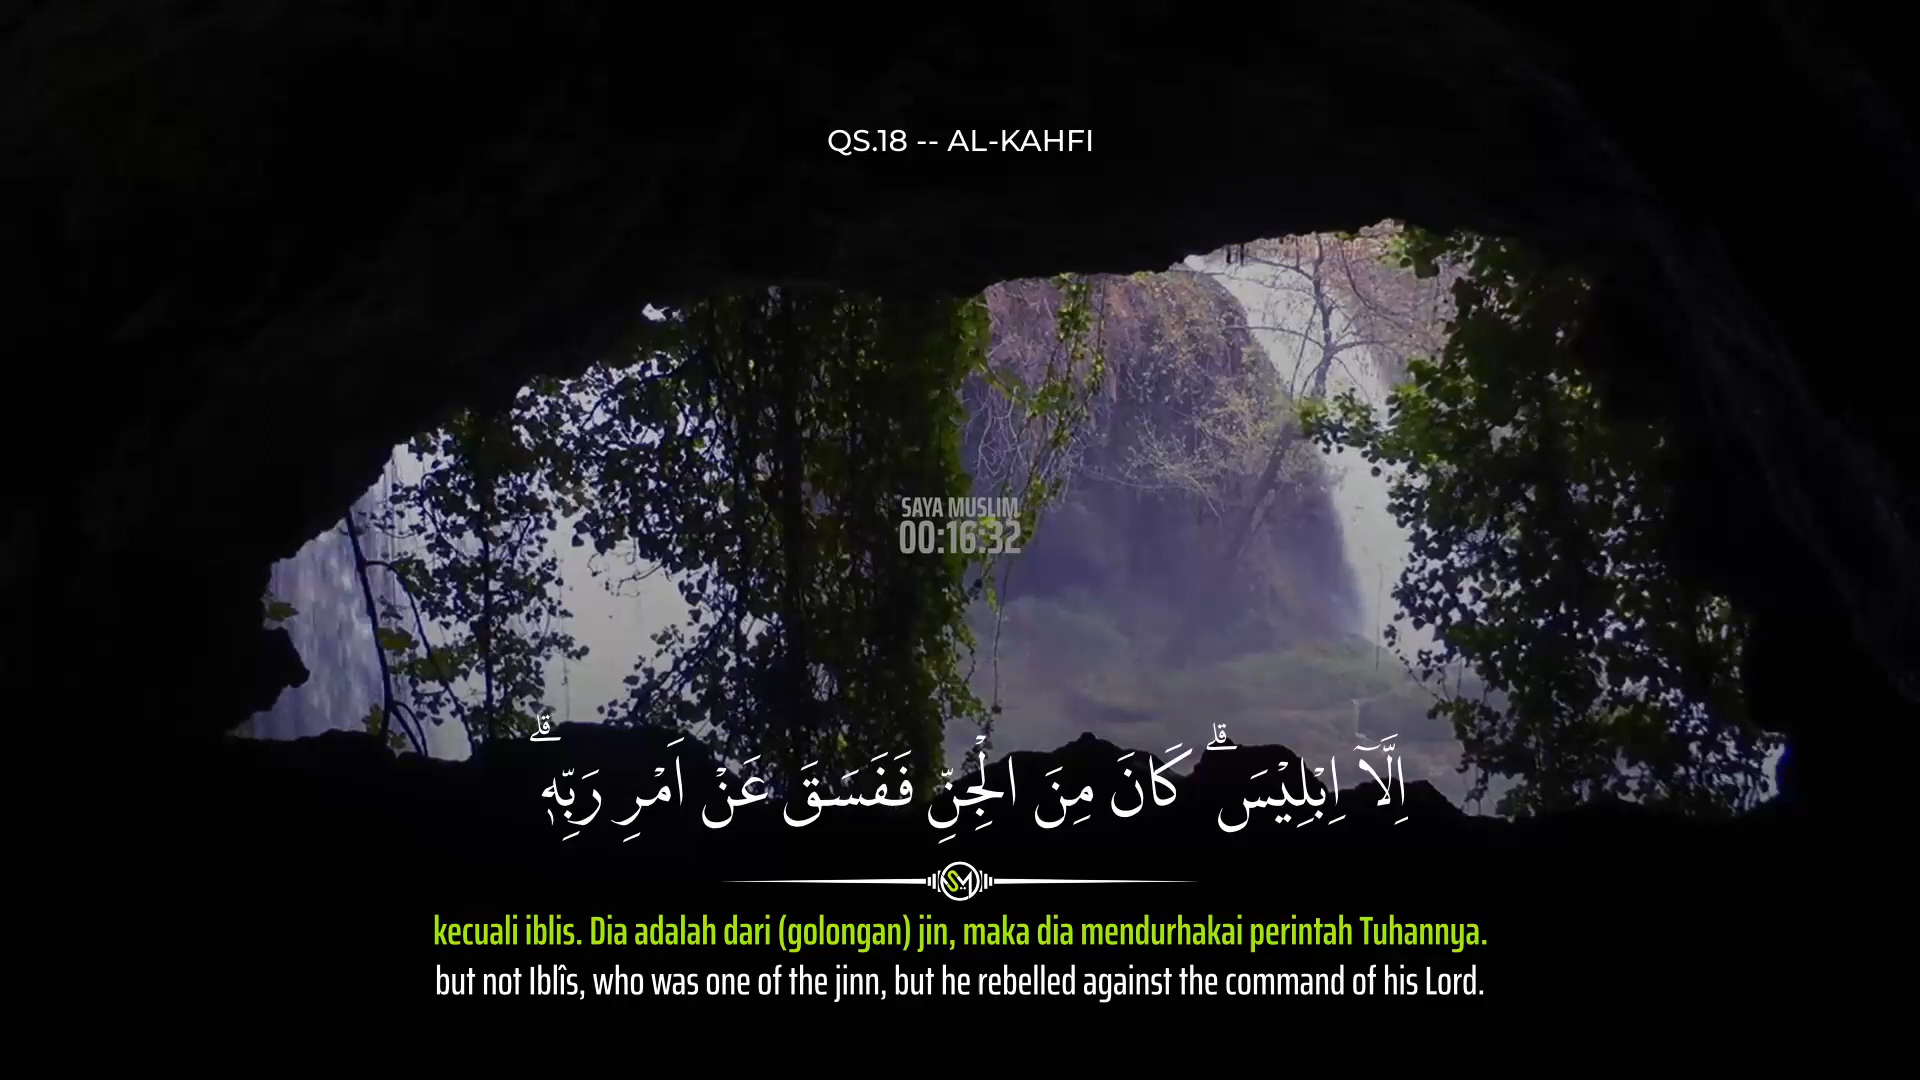 QS.18 -- AL-KAHFI
SAYA MUSLIM
00:16:32
اِلَّآ اِبْلِيْسَۗ كَانَ مِنَ الْجِنِّ فَفَسَقَ عَنْ اَمْرِ رَبِّهٖۗ
SM
kecuali iblis. Dia adalah dari (golongan) jin, maka dia mendurhakai perintah Tuhannya.
but not Iblîs, who was one of the jinn, but he rebelled against the command of his Lord.